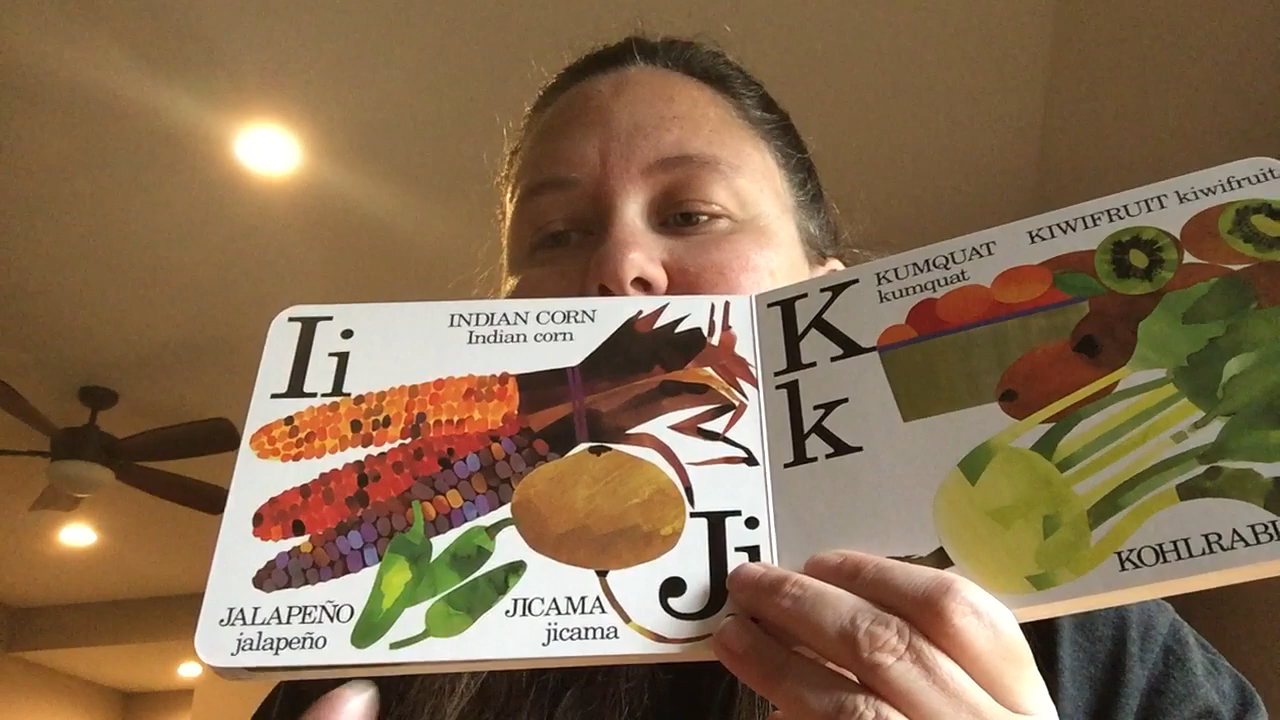 Ii
INDIAN CORN
Indian corn
JALAPEÑO
jalapeño
JICAMA
jicama
Jj
K
k
KUMQUAT
kumquat
KIWIFRUIT kiwifruit
KOHLRABI